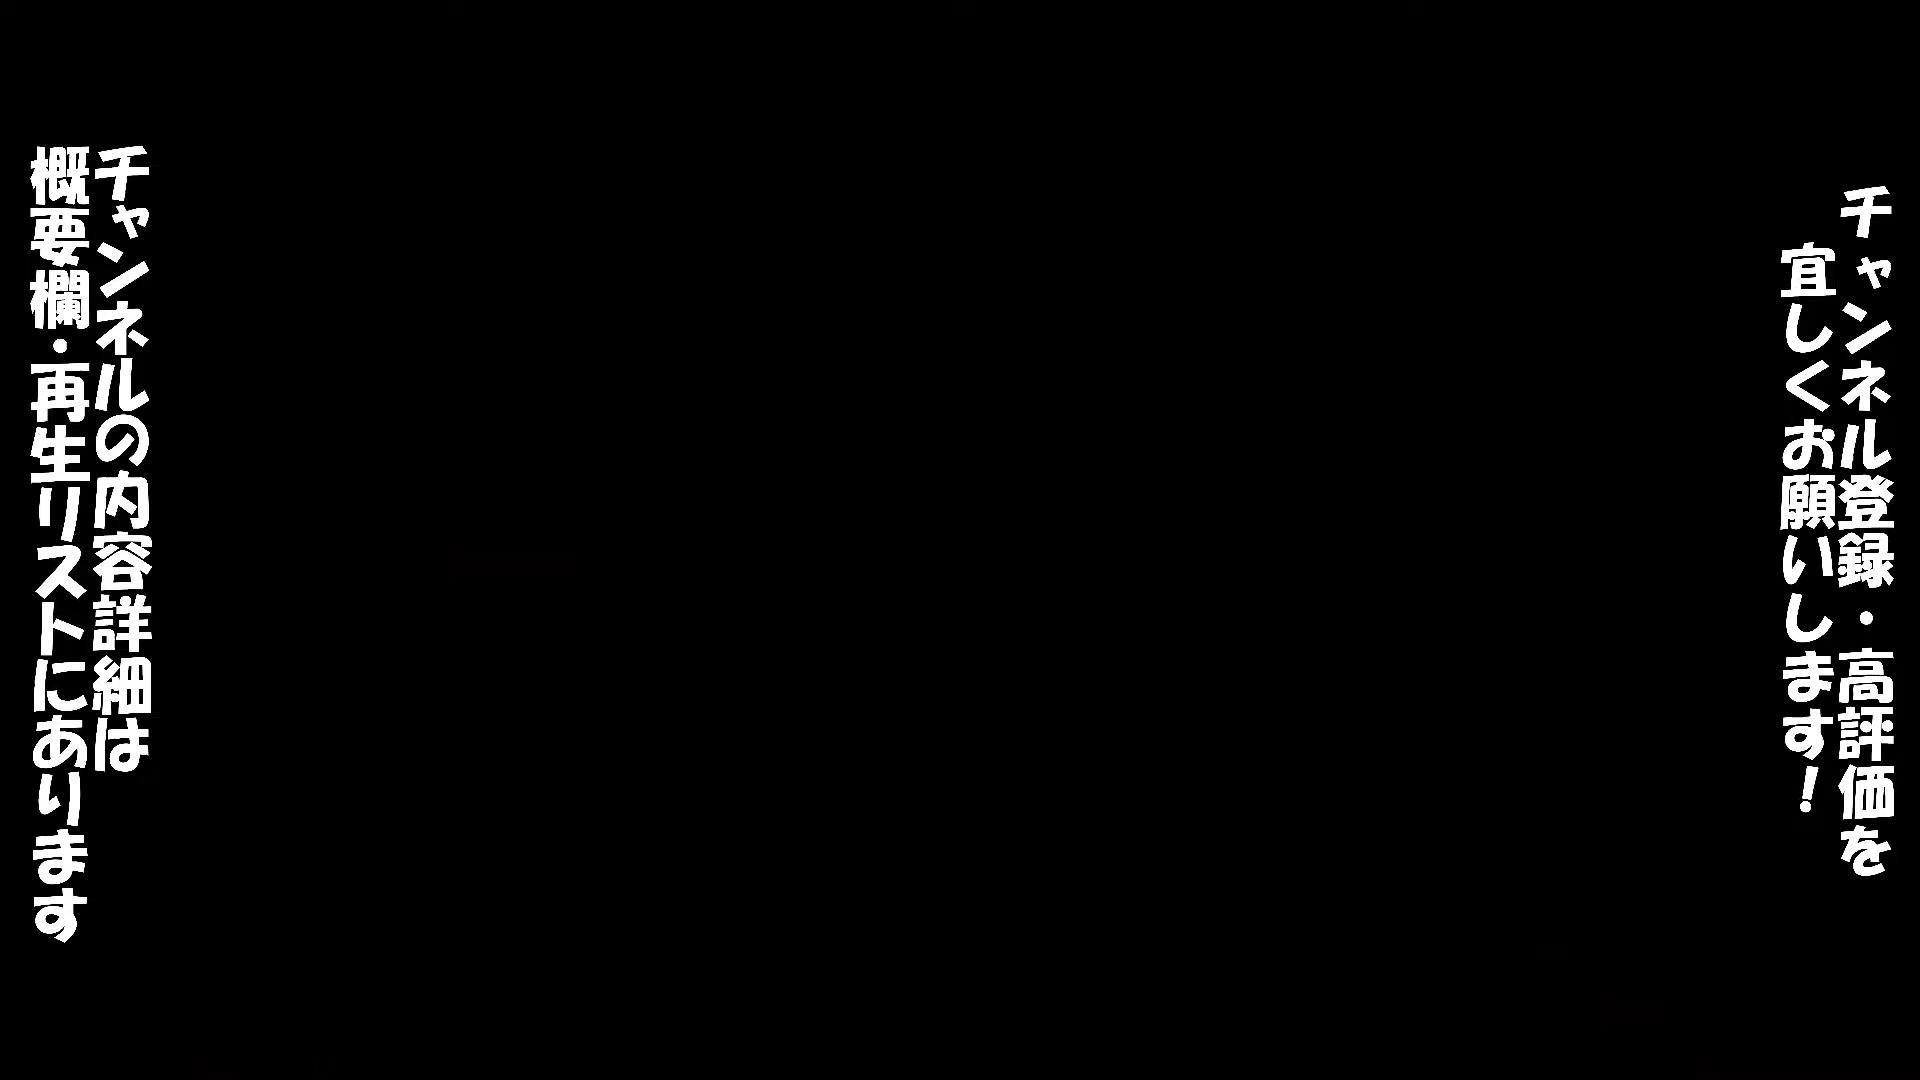 チャンネル登録・高評価を
宜しくお願いします！
チャンネルの内容詳細は
概要欄・再生リストにあります